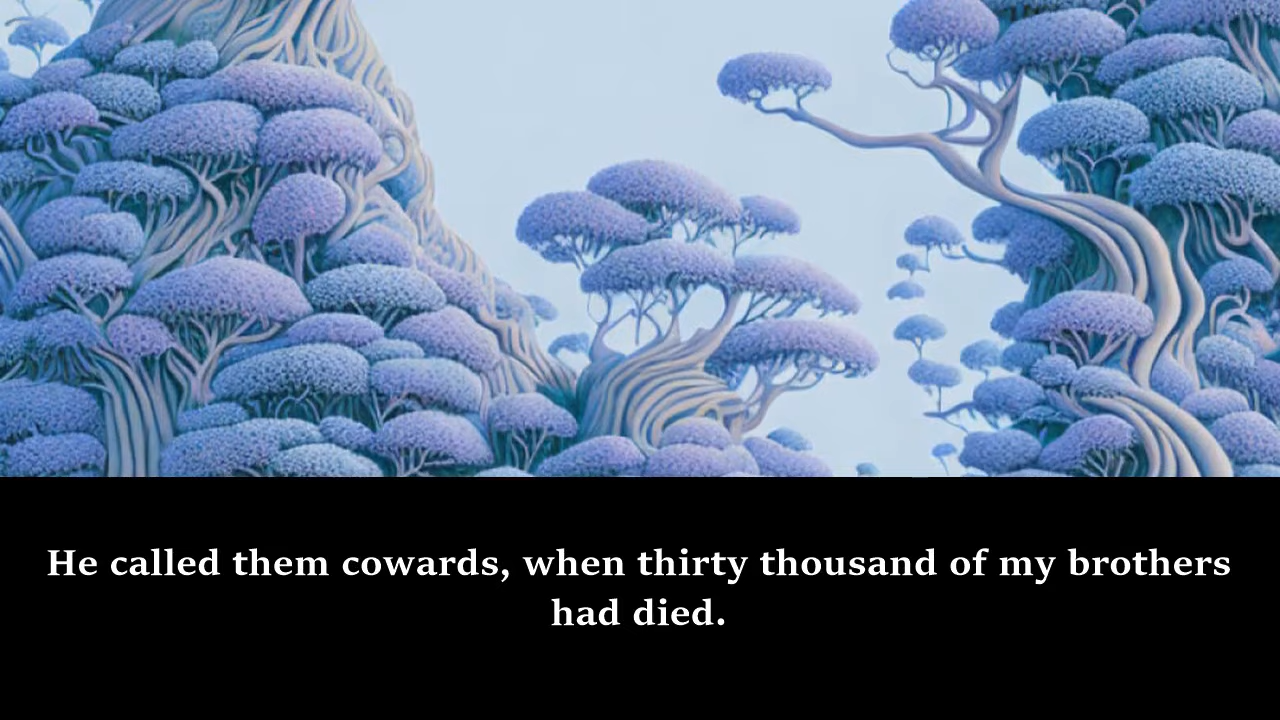 He called them cowards, when thirty thousand of my brothers
had died.